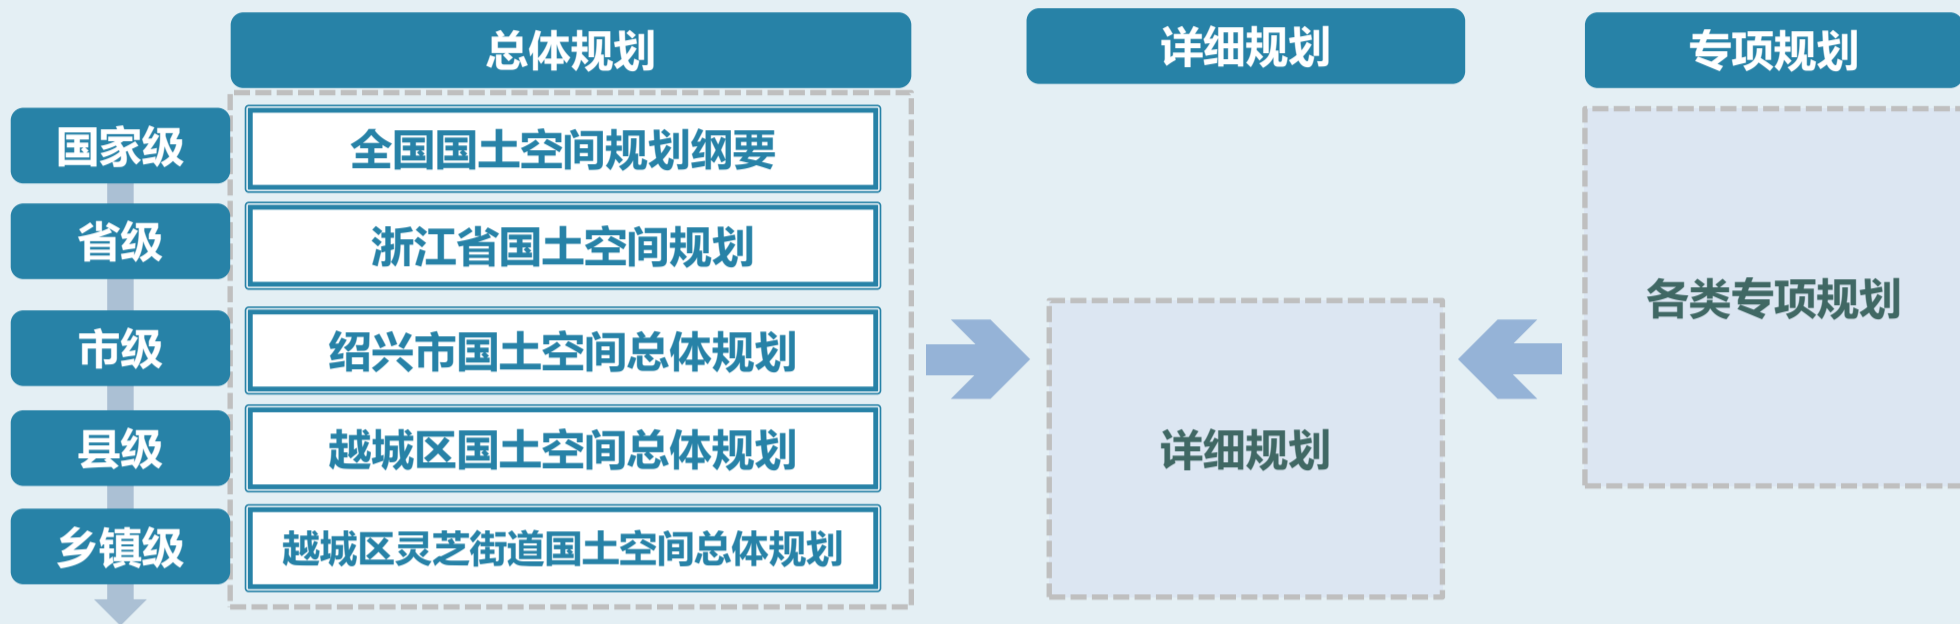 总体规划
详细规划
专项规划
国家级
全国国土空间规划纲要
省级
浙江省国土空间规划
市级
绍兴市国土空间总体规划
县级
越城区国土空间总体规划
乡镇级
越城区灵芝街道国土空间总体规划
详细规划
各类专项规划